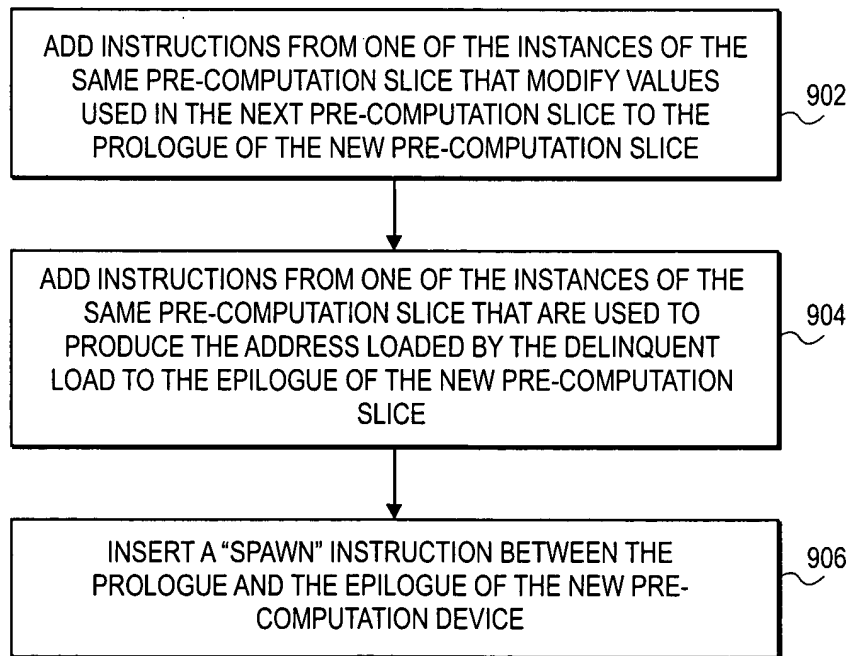 ADD INSTRUCTIONS FROM ONE OF THE INSTANCES OF THE
SAME PRE-COMPUTATION SLICE THAT MODIFY VALUES
USED IN THE NEXT PRE-COMPUTATION SLICE TO THE
PROLOGUE OF THE NEW PRE-COMPUTATION SLICE
902
ADD INSTRUCTIONS FROM ONE OF THE INSTANCES OF THE
SAME PRE-COMPUTATION SLICE THAT ARE USED TO
PRODUCE THE ADDRESS LOADED BY THE DELINQUENT
LOAD TO THE EPILOGUE OF THE NEW PRE-COMPUTATION
SLICE
904
INSERT A “SPAWN” INSTRUCTION BETWEEN THE
PROLOGUE AND THE EPILOGUE OF THE NEW PRE-
COMPUTATION DEVICE
906